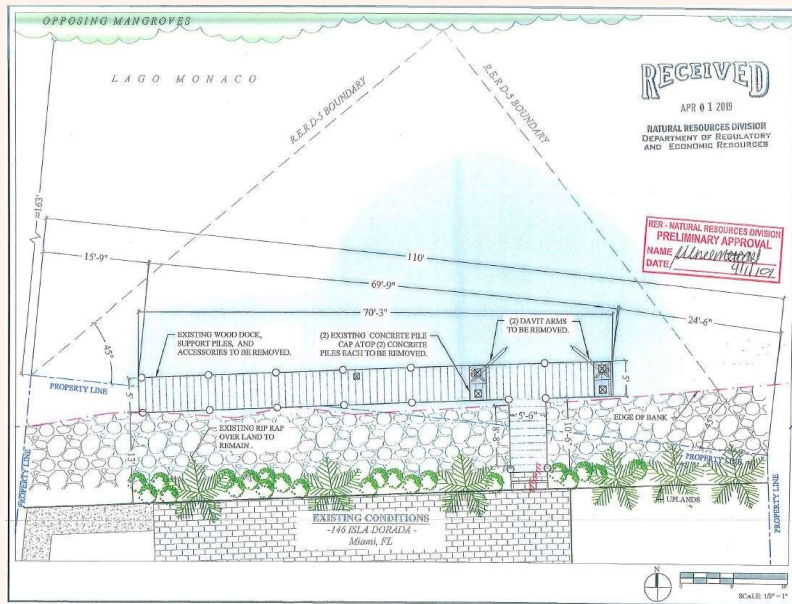 OPPOSING MANGROVES
LAGO MONACO
R.E.R D-5 BOUNDARY
R.E.R D-5 BOUNDARY
RECEIVED
APR 01 2019
NATURAL RESOURCES DIVISION
DEPARTMENT OF REGULATORY
AND ECONOMIC RESOURCES
RER - NATURAL RESOURCES DIVISION
PRELIMINARY APPROVAL
NAME
DATE
≈163'
110'
15'-9"
69'-9"
24'-6"
70'-3"
EXISTING WOOD DOCK,
SUPPORT PILES, AND
ACCESSORIES TO BE REMOVED.
(2) EXISTING CONCRETE PILE
CAP ATOP (2) CONCRETE
PILES EACH TO BE REMOVED.
(2) DAVIT ARMS
TO BE REMOVED.
45°
PROPERTY LINE
5'
5'
5'-6"
EDGE OF BANK
45°
EXISTING RIP RAP
OVER LAND TO
REMAIN.
8'-8"
10'-6"
13'
PROPERTY LINE
PROPERTY LINE
PROPERTY LINE
UPLANDS
EXISTING CONDITIONS
-146 ISLA DORADA -
Miami, FL
N
SCALE: 1/8" = 1"